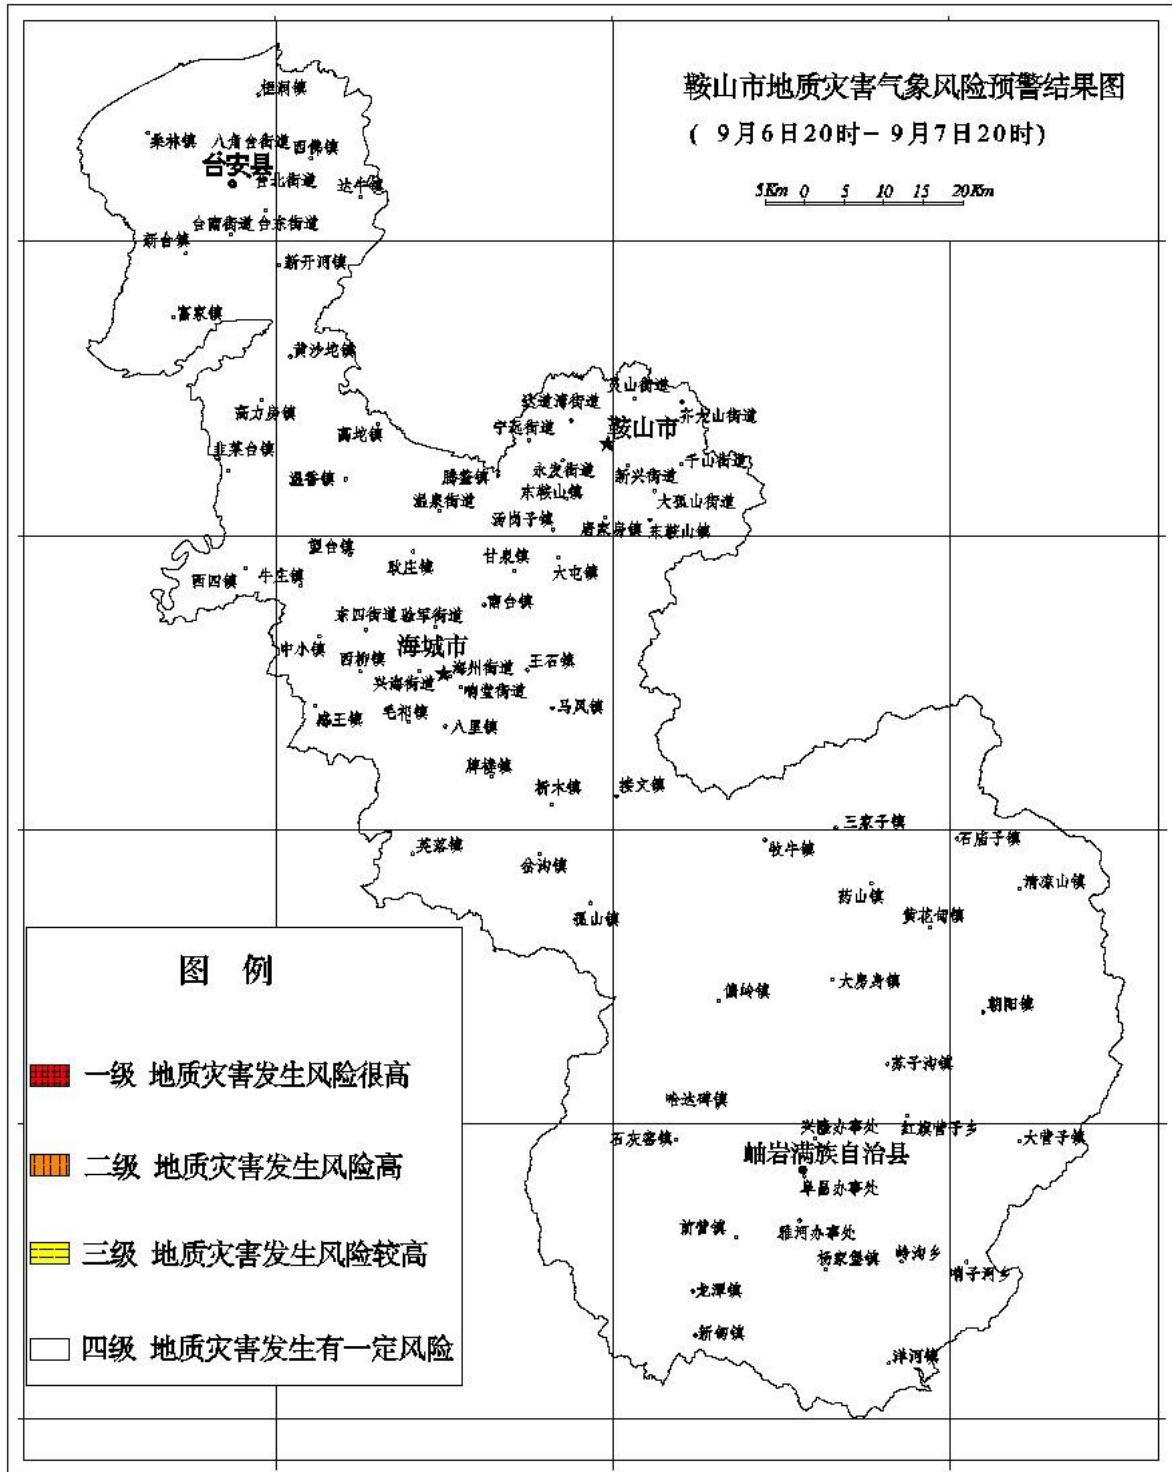 鞍山市地质灾害气象风险预警结果图
( 9月6日20时－9月7日20时)
5Km 0 5 10 15 20Km
桓洞镇
桑林镇 八角台街道 西佛镇
台安县
台北街道 达牛镇
台南街道 台东街道
新台镇
新开河镇
富家镇
黄沙坨镇
灵山街道
高力房镇 达道湾街道 齐大山街道
高坨镇 宁远街道 鞍山市
韭菜台镇
温香镇 腾鳌镇 永发街道 新兴街道 千山街道
温泉街道 东鞍山镇 大孤山街道
汤岗子镇 唐家房镇 东鞍山镇
望台镇 耿庄镇 甘泉镇 大屯镇
西四镇 牛庄镇
南台镇
东四街道 验军街道
中小镇 西柳镇 海城市
兴海街道 海州街道 王石镇
响堂街道
感王镇 毛祁镇 八里镇 马风镇
牌楼镇
析木镇 接文镇
三家子镇
英落镇 岔沟镇 牧牛镇 石庙子镇
药山镇 清凉山镇
孤山镇 黄花甸镇
偏岭镇 大房身镇 朝阳镇
苏子沟镇
哈达碑镇
石灰窑镇 兴隆办事处 红旗营子乡 大营子镇
岫岩满族自治县
阜昌办事处
前营镇 雅河办事处
杨家堡镇 岭沟乡 哨子河乡
龙潭镇
新甸镇
洋河镇
图 例
一级 地质灾害发生风险很高
二级 地质灾害发生风险高
三级 地质灾害发生风险较高
四级 地质灾害发生有一定风险